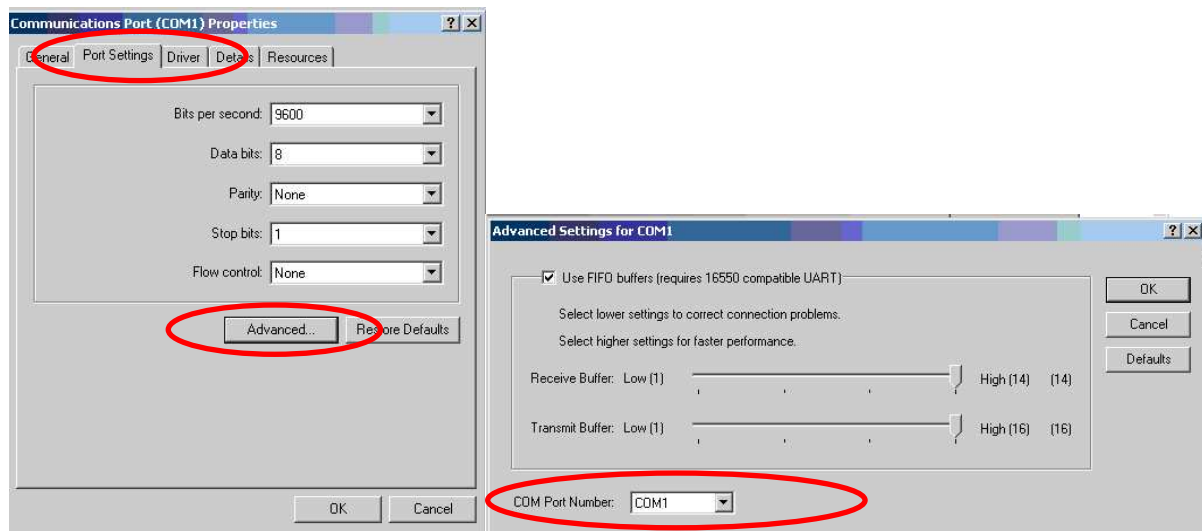 Communications Port (COM1) Properties
General Port Settings Driver Details Resources
Bits per second: 9600
Data bits: 8
Parity: None
Stop bits: 1
Flow control: None
Advanced... Restore Defaults
OK Cancel
Advanced Settings for COM1
Use FIFO buffers (requires 16550 compatible UART)
Select lower settings to correct connection problems.
Select higher settings for faster performance.
Receive Buffer: Low (1) High (14) (14)
Transmit Buffer: Low (1) High (16) (16)
COM Port Number: COM1
OK
Cancel
Defaults